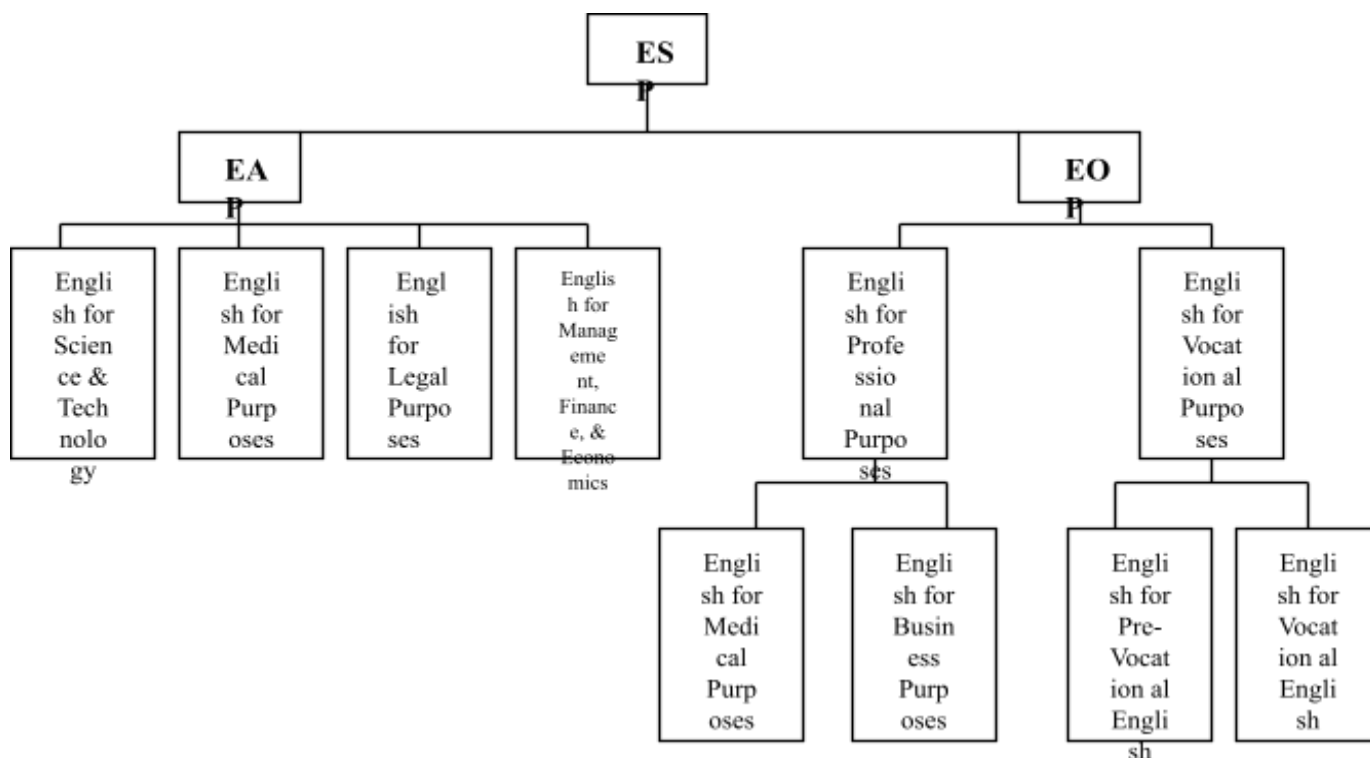 ES
P
EA
P
EO
P
Engli
sh for
Scien
ce &
Tech
nolo
gy
Engli
sh for
Medi
cal
Purp
oses
Engl
ish
for
Legal
Purpo
ses
Englis
h for
Manag
eme
nt,
Financ
e, &
Econo
mics
Engli
sh for
Profe
ssio
nal
Purpo
ses
Engli
sh for
Vocat
ion al
Purpo
ses
Engli
sh for
Medi
cal
Purp
oses
Engli
sh for
Busin
ess
Purp
oses
Engli
sh for
Pre-
Vocat
ion al
Engli
sh
Engli
sh for
Vocat
ion al
Engli
sh